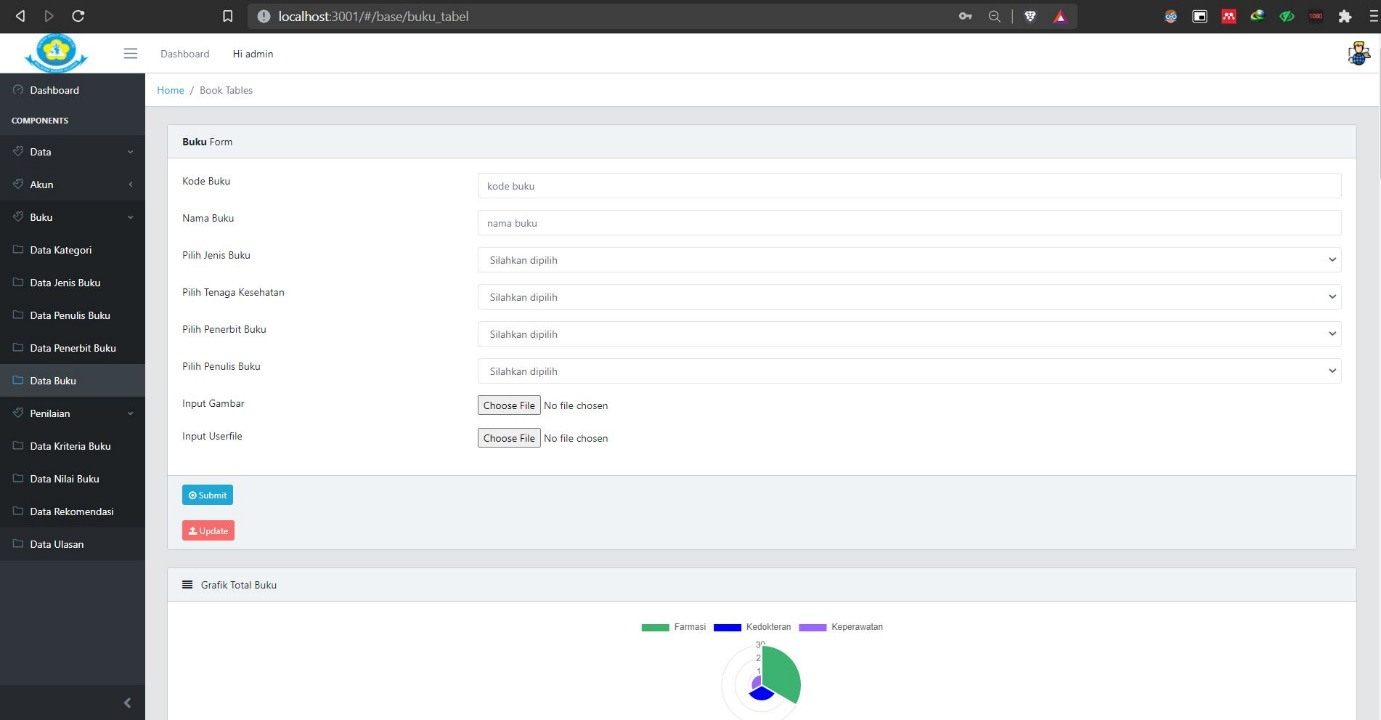 localhost:3001/#/base/buku_tabel
1080
Dashboard Hi admin
Dashboard
COMPONENTS
Data
Akun
Buku
Data Kategori
Data Jenis Buku
Data Penulis Buku
Data Penerbit Buku
Data Buku
Penilaian
Data Kriteria Buku
Data Nilai Buku
Data Rekomendasi
Data Ulasan
Home / Book Tables
Buku Form
Kode Buku kode buku
Nama Buku nama buku
Pilih Jenis Buku Silahkan dipilih
Pilih Tenaga Kesehatan Silahkan dipilih
Pilih Penerbit Buku Silahkan dipilih
Pilih Penulis Buku Silahkan dipilih
Input Gambar Choose File No file chosen
Input Userfile Choose File No file chosen
Submit
Update
Grafik Total Buku
Farmasi Kedokteran Keperawatan